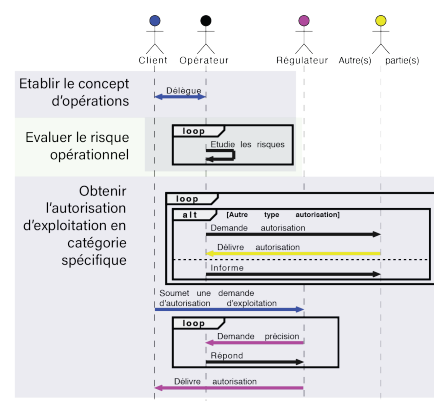 Client Opérateur Régulateur Autre(s) partie(s)
Etablir le concept
d'opérations
Délègue
Evaluer le risque
opérationnel
loop
Etudie les risques
Obtenir
l'autorisation
d'exploitation en
catégorie
spécifique
loop
alt [Autre type autorisation]
Demande autorisation
Délivre autorisation
Informe
Soumet une demande
d'autorisation d'exploitation
loop
Demande précision
Répond
Délivre autorisation